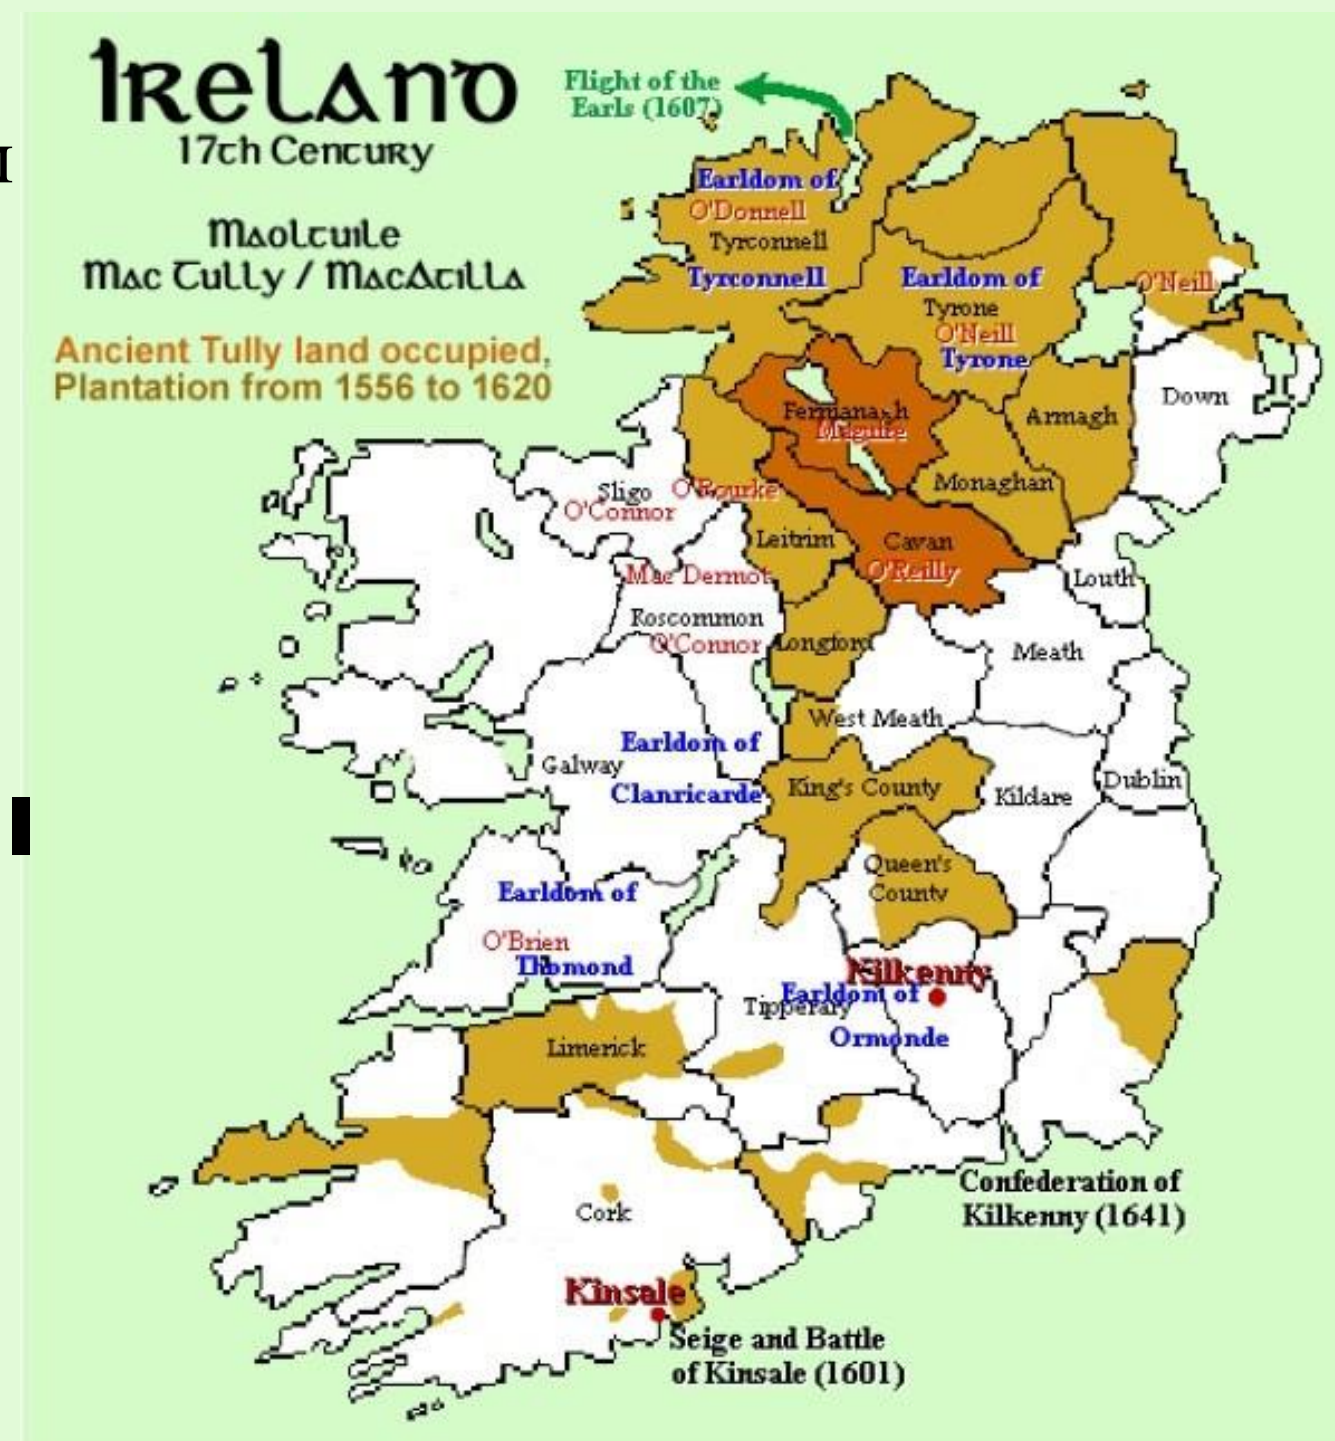 Ireland
17th Century
Flight of the
Earls (1607)
I
Maoltuile
Mac Tully / MacAtilla
Ancient Tully land occupied,
Plantation from 1556 to 1620
Earldom of
O'Donnell
Tyrconnell
Tyrconnell
Earldom of
Tyrone
O'Neill
Tyrone
O'Neill
Down
Armagh
Fermanagh
Maguire
Monaghan
Sligo
O'Connor
O'Rourke
Leitrim
Cavan
O'Reilly
Louth
Mac Dermot
Roscommon
O'Connor
Longford
Meath
West Meath
Galway
Earldom of
Clanricarde
King's County
Kildare
Dublin
Queen's
County
Earldom of
O'Brien
Thomond
Kilkenny
Earldom of
Tipperary
Ormonde
Limerick
Confederation of
Kilkenny (1641)
Cork
Kinsale
Seige and Battle
of Kinsale (1601)